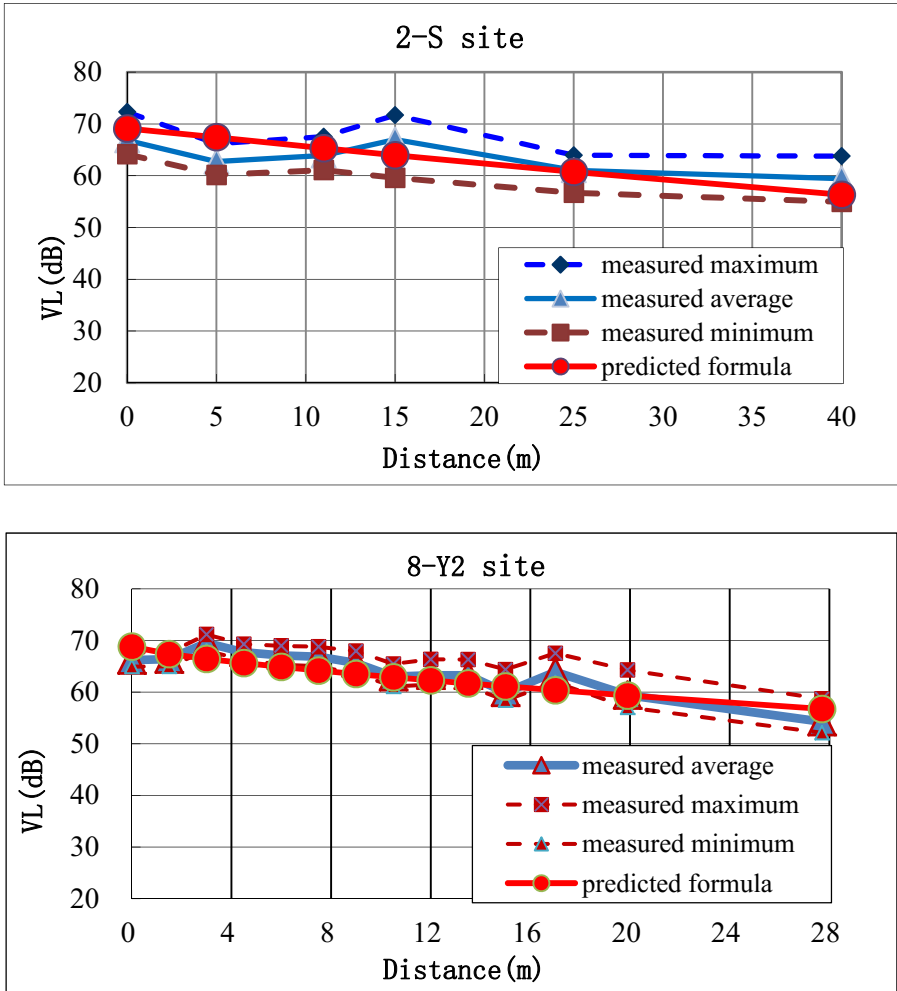 2-S site
80
70
60
50
40
30
20
VL(dB)
measured maximum
measured average
measured minimum
predicted formula
0 5 10 15 20 25 30 35 40
Distance(m)
8-Y2 site
80
70
60
50
40
30
20
VL(dB)
measured average
measured maximum
measured minimum
predicted formula
0 4 8 12 16 20 28
Distance(m)